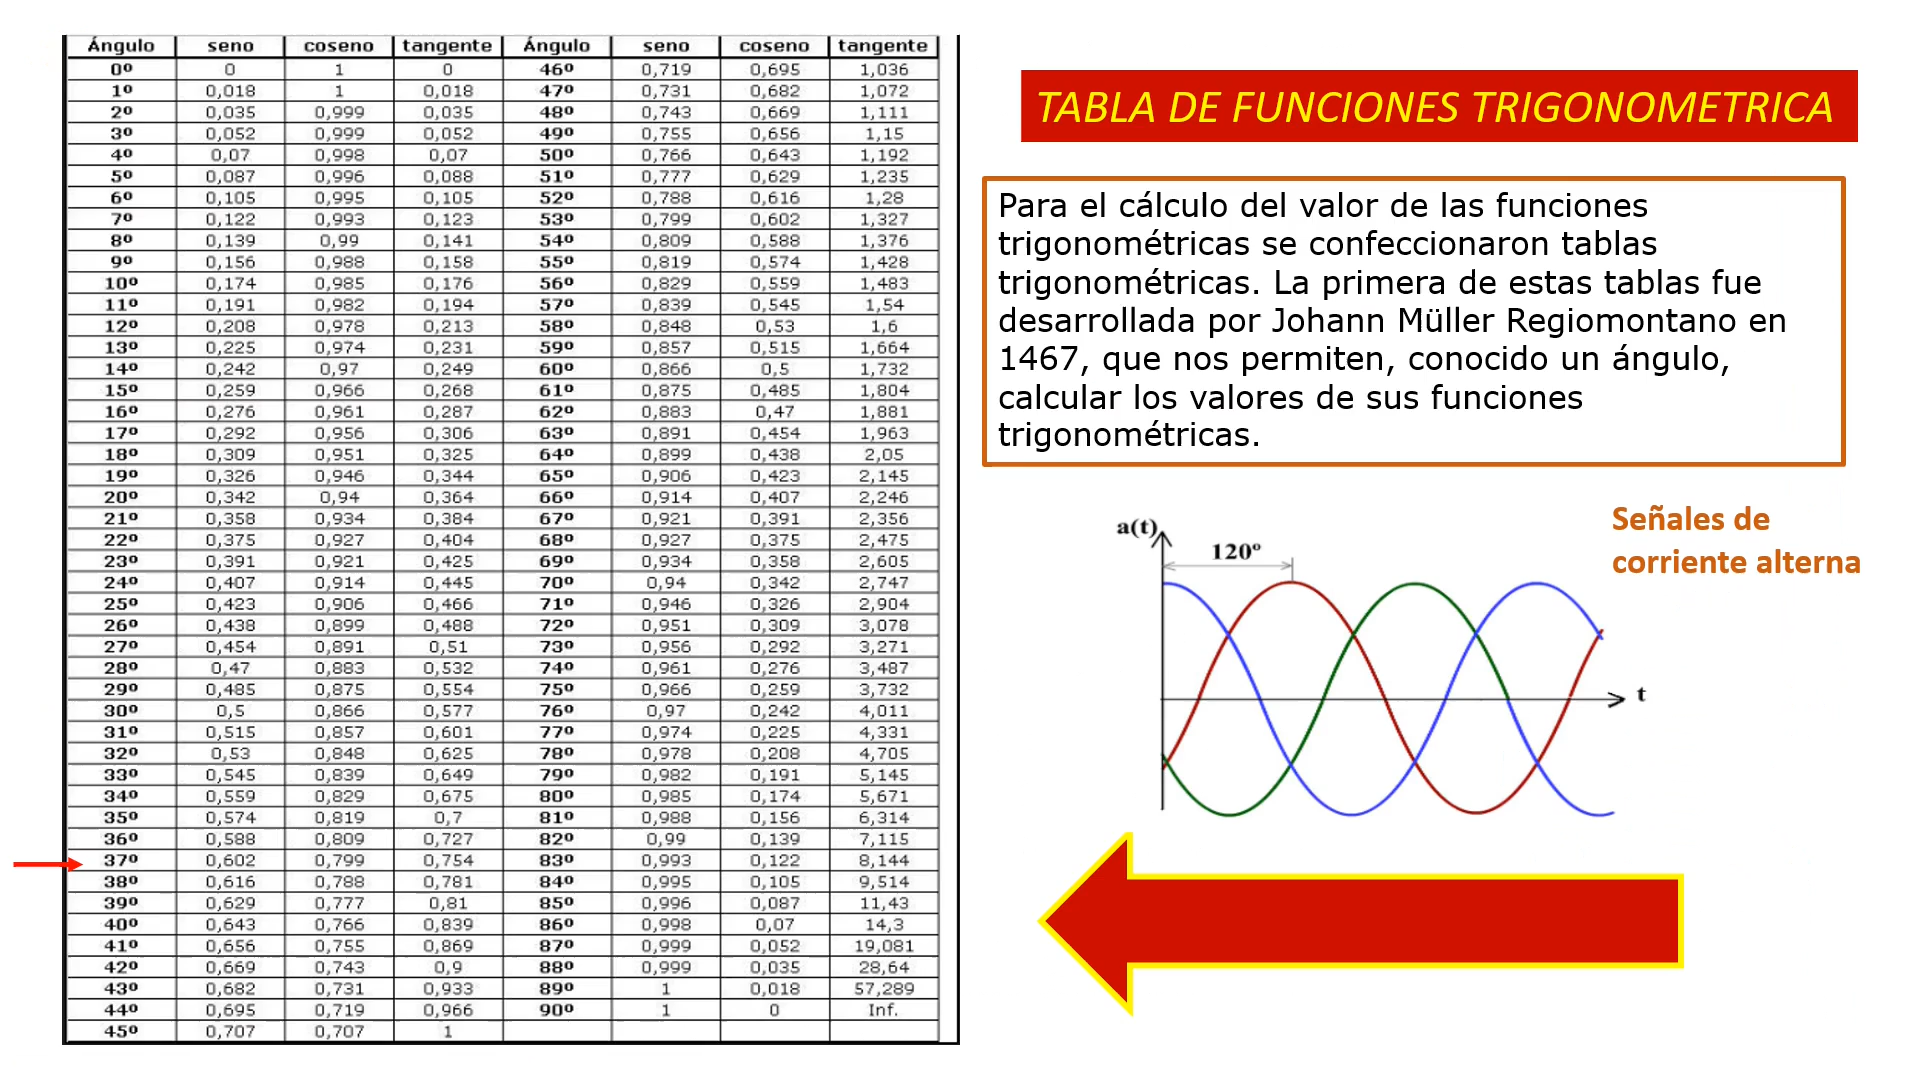 Ángulo seno coseno tangente Ángulo seno coseno tangente
0º 0 1 0 46º 0,719 0,695 1,036
1º 0,018 1 0,018 47º 0,731 0,682 1,072
2º 0,035 0,999 0,035 48º 0,743 0,669 1,111
3º 0,052 0,999 0,052 49º 0,755 0,656 1,15
4º 0,07 0,998 0,07 50º 0,766 0,643 1,192
5º 0,087 0,996 0,088 51º 0,777 0,629 1,235
6º 0,105 0,995 0,105 52º 0,788 0,616 1,28
7º 0,122 0,993 0,123 53º 0,799 0,602 1,327
8º 0,139 0,99 0,141 54º 0,809 0,588 1,376
9º 0,156 0,988 0,158 55º 0,819 0,574 1,428
10º 0,174 0,985 0,176 56º 0,829 0,559 1,483
11º 0,191 0,982 0,194 57º 0,839 0,545 1,54
12º 0,208 0,978 0,213 58º 0,848 0,53 1,6
13º 0,225 0,974 0,231 59º 0,857 0,515 1,664
14º 0,242 0,97 0,249 60º 0,866 0,5 1,732
15º 0,259 0,966 0,268 61º 0,875 0,485 1,804
16º 0,276 0,961 0,287 62º 0,883 0,47 1,881
17º 0,292 0,956 0,306 63º 0,891 0,454 1,963
18º 0,309 0,951 0,325 64º 0,899 0,438 2,05
19º 0,326 0,946 0,344 65º 0,906 0,423 2,145
20º 0,342 0,94 0,364 66º 0,914 0,407 2,246
21º 0,358 0,934 0,384 67º 0,921 0,391 2,356
22º 0,375 0,927 0,404 68º 0,927 0,375 2,475
23º 0,391 0,921 0,425 69º 0,934 0,358 2,605
24º 0,407 0,914 0,445 70º 0,94 0,342 2,747
25º 0,423 0,906 0,466 71º 0,946 0,326 2,904
26º 0,438 0,899 0,488 72º 0,951 0,309 3,078
27º 0,454 0,891 0,51 73º 0,956 0,292 3,271
28º 0,47 0,883 0,532 74º 0,961 0,276 3,487
29º 0,485 0,875 0,554 75º 0,966 0,259 3,732
30º 0,5 0,866 0,577 76º 0,97 0,242 4,011
31º 0,515 0,857 0,601 77º 0,974 0,225 4,331
32º 0,53 0,848 0,625 78º 0,978 0,208 4,705
33º 0,545 0,839 0,649 79º 0,982 0,191 5,145
34º 0,559 0,829 0,675 80º 0,985 0,174 5,671
35º 0,574 0,819 0,7 81º 0,988 0,156 6,314
36º 0,588 0,809 0,727 82º 0,99 0,139 7,115
37º 0,602 0,799 0,754 83º 0,993 0,122 8,144
38º 0,616 0,788 0,781 84º 0,995 0,105 9,514
39º 0,629 0,777 0,81 85º 0,996 0,087 11,43
40º 0,643 0,766 0,839 86º 0,998 0,07 14,3
41º 0,656 0,755 0,869 87º 0,999 0,052 19,081
42º 0,669 0,743 0,9 88º 0,999 0,035 28,64
43º 0,682 0,731 0,933 89º 1 0,018 57,289
44º 0,695 0,719 0,966 90º 1 0 Inf.
45º 0,707 0,707 1
TABLA DE FUNCIONES TRIGONOMETRICA
Para el cálculo del valor de las funciones
trigonométricas se confeccionaron tablas
trigonométricas. La primera de estas tablas fue
desarrollada por Johann Müller Regiomontano en
1467, que nos permiten, conocido un ángulo,
calcular los valores de sus funciones
trigonométricas.
Señales de
corriente alterna
a(t)
120º
t